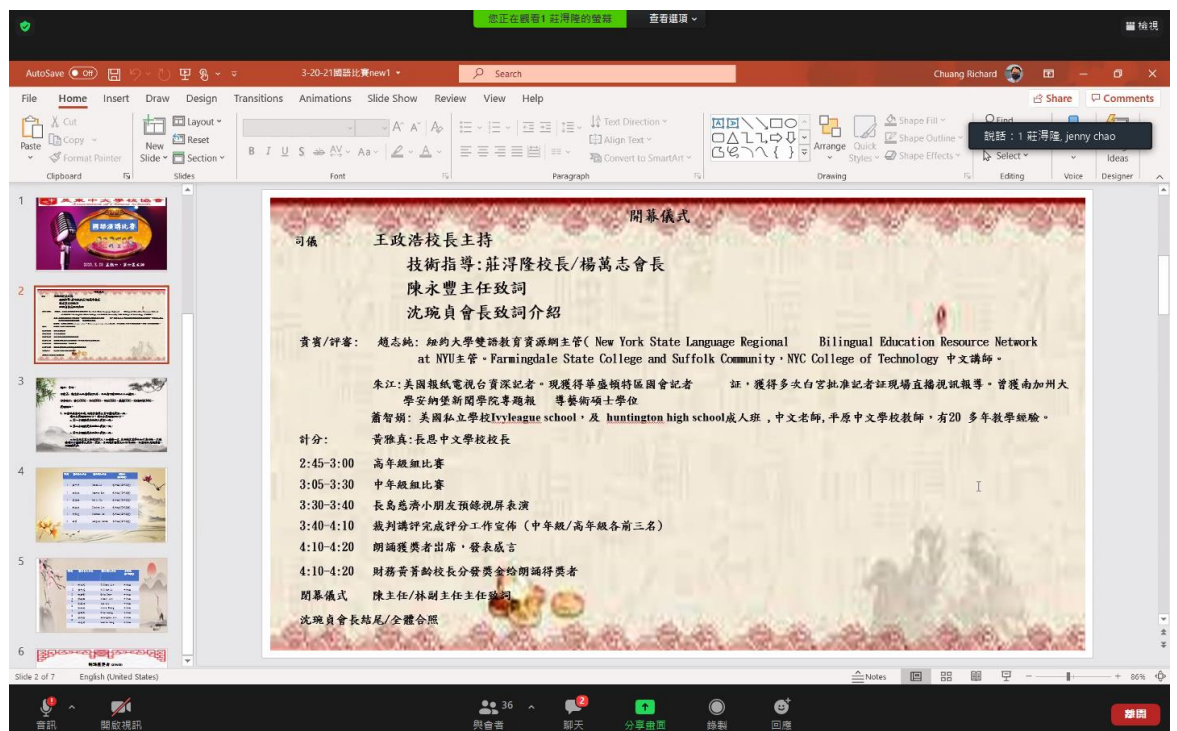 您正在觀看1 莊淂隆的螢幕
查看選項
檢視
AutoSave
Off
3-20-21國語比賽new1
Search
Chuang Richard
File Home Insert Draw Design Transitions Animations Slide Show Review View Help
Share
Comments
Paste
Cut
Copy
Format Painter
New Slide
Layout
Reset
Section
B I U S ab AV Aa
Text Direction
Align Text
Convert to SmartArt
Arrange
Quick Styles
Shape Fill
Shape Outline
Shape Effects
Find
Select
Ideas
說話：1 莊淂隆, jenny chao
Clipboard
Slides
Font
Paragraph
Drawing
Editing
Voice
Designer
1
國語演講比賽
2
3
4
5
6
開幕儀式
司儀 : 王政浩校長主持
技術指導:莊淂隆校長/楊萬志會長
陳永豐主任致詞
沈琬貞會長致詞介紹
貴賓/評審: 趙志純: 紐約大學雙語教育資源網主管( New York State Language Regional Bilingual Education Resource Network
at NYU主管。Farmingdale State College and Suffolk Community，NYC College of Technology 中文講師。
朱江:美國報紙電視台資深記者。現獲得華盛頓特區國會記者 証，獲得多次白宮批准記者証現場直播視訊報導。曾獲南加州大
學安納堡新聞學院專題報 導藝術碩士學位
蕭智娟: 美國私立學校Ivyleague school，及 huntington high school成人班 , 中文老師, 平原中文學校教師，有20 多年教學經驗。
計分: 黃雅真:長恩中文學校校長
2:45-3:00 高年級組比賽
3:05-3:30 中年級組比賽
3:30-3:40 長島慈濟小朋友預錄視屏表演
3:40-4:10 裁判講評完成評分工作宣佈（中年級/高年級各前三名）
4:10-4:20 朗誦獲獎者出席，發表感言
4:10-4:20 財務黃菁齡校長分發獎金給朗誦得獎者
閉幕儀式 陳主任/林副主任主任致詞
沈琬貞會長結尾/全體合照
Slide 2 of 7
English (United States)
Notes
86%
音訊
開啟視訊
36
與會者
2
聊天
分享畫面
錄製
回應
離開